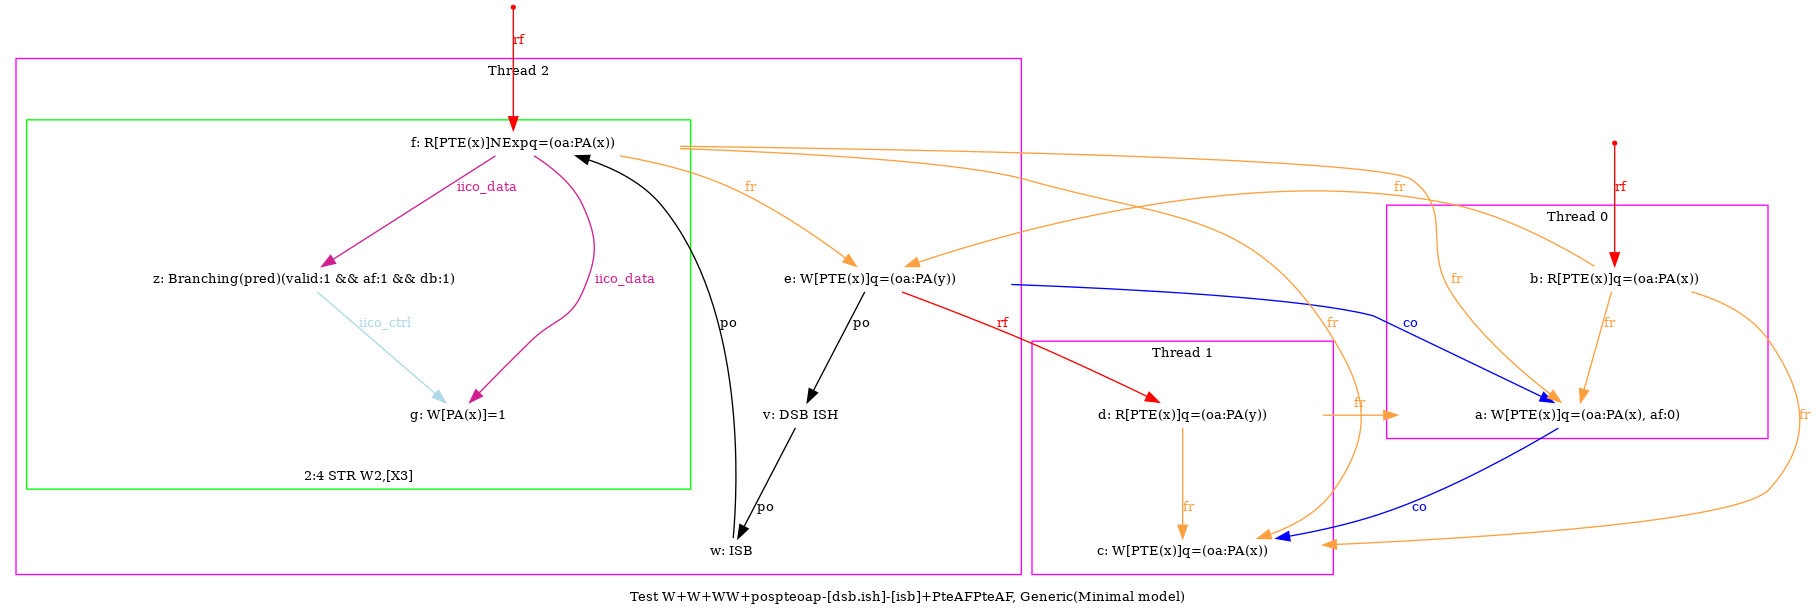 rf
Thread 2
f: R[PTE(x)]NExpq=(oa:PA(x))
rf
iico_data
fr
fr
Thread 0
z: Branching(pred)(valid:1 && af:1 && db:1)
iico_data
e: W[PTE(x)]q=(oa:PA(y))
fr
b: R[PTE(x)]q=(oa:PA(x))
iico_ctrl
po
po
rf
fr
co
fr
Thread 1
g: W[PA(x)]=1
v: DSB ISH
d: R[PTE(x)]q=(oa:PA(y))
fr
a: W[PTE(x)]q=(oa:PA(x), af:0)
fr
2:4 STR W2,[X3]
po
fr
co
w: ISB
c: W[PTE(x)]q=(oa:PA(x))
Test W+W+WW+pospteoap-[dsb.ish]-[isb]+PteAFPteAF, Generic(Minimal model)